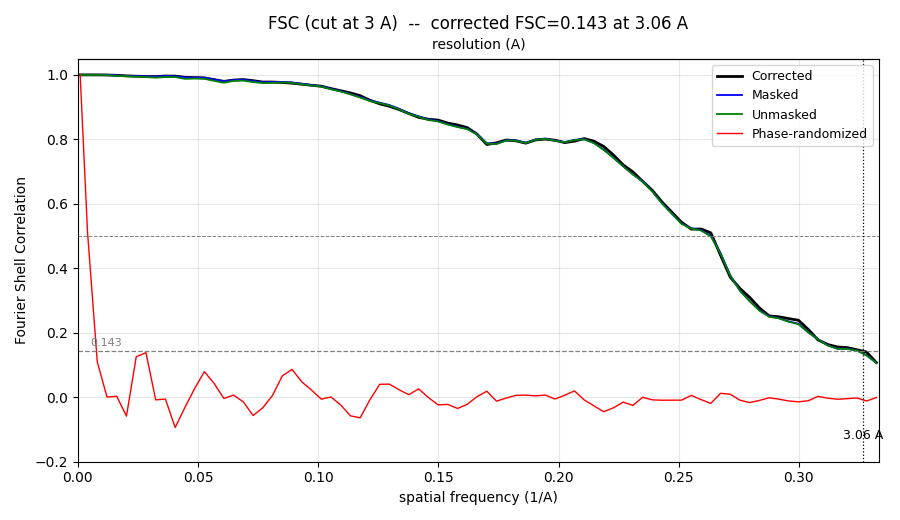 FSC (cut at 3 A)  --  corrected FSC=0.143 at 3.06 A
resolution (A)
1.0
0.8
0.6
0.4
0.2
0.0
−0.2
Fourier Shell Correlation
Corrected
Masked
Unmasked
Phase-randomized
0.143
3.06 A
0.00
0.05
0.10
0.15
0.20
0.25
0.30
spatial frequency (1/A)